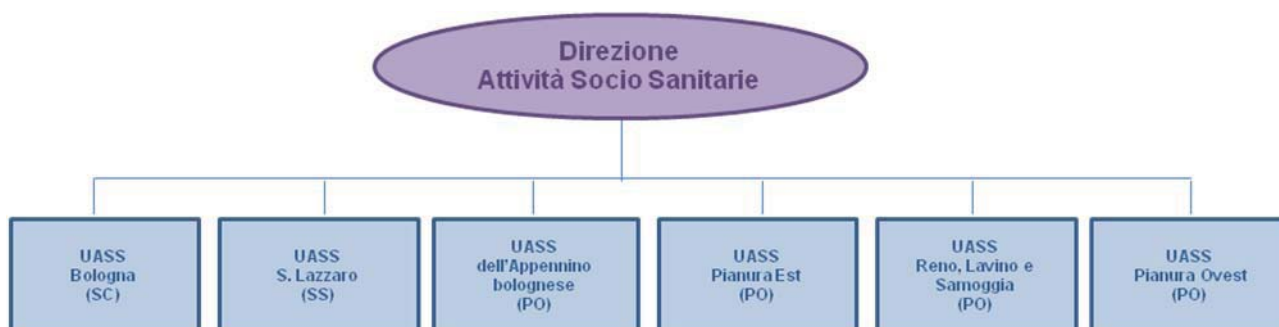 Direzione
Attività Socio Sanitarie
UASS
Bologna
(SC)
UASS
S. Lazzaro
(SS)
UASS
dell'Appennino
bolognese
(PO)
UASS
Pianura Est
(PO)
UASS
Reno, Lavino e
Samoggia
(PO)
UASS
Pianura Ovest
(PO)